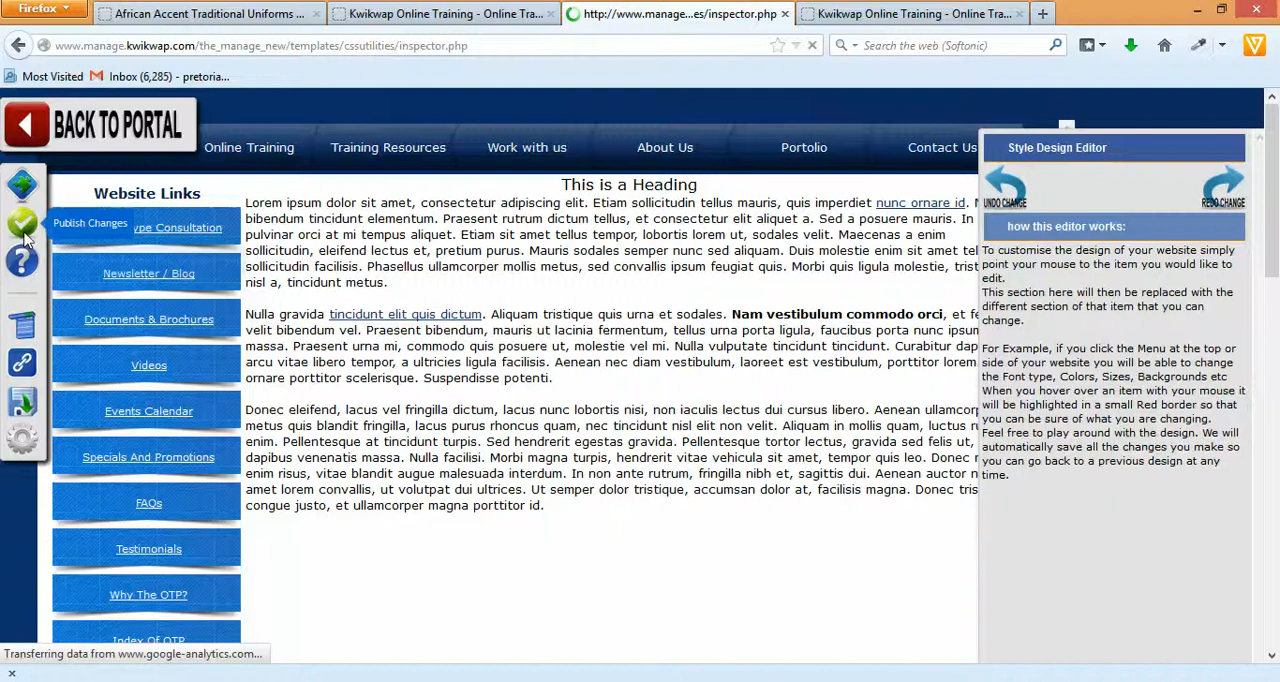 Firefox
African Accent Traditional Uniforms ...
Kwikwap Online Training - Online Tra...
http://www.manage...es/inspector.php
Kwikwap Online Training - Online Tra...
www.manage.kwikwap.com/the_manage_new/templates/cssutilities/inspector.php
Search the web (Softonic)
Most Visited
Inbox (6,285) - pretoria...
BACK TO PORTAL
Online Training
Training Resources
Work with us
About Us
Portolio
Contact Us
Style Design Editor
UNDO CHANGE
REDO CHANGE
how this editor works:
To customise the design of your website simply
point your mouse to the item you would like to
edit.
This section here will then be replaced with the
different section of that item that you can
change.
For Example, if you click the Menu at the top or
side of your website you will be able to change
the Font type, Colors, Sizes, Backgrounds etc
When you hover over an item with your mouse it
will be highlighted in a small Red border so that
you can be sure of what you are changing.
Feel free to play around with the design. We will
automatically save all the changes you make so
you can go back to a previous design at any
time.
Publish Changes
Website Links
ype Consultation
Newsletter / Blog
Documents & Brochures
Videos
Events Calendar
Specials And Promotions
FAQs
Testimonials
Why The OTP?
Index Of OTP
This is a Heading
Lorem ipsum dolor sit amet, consectetur adipiscing elit. Etiam sollicitudin tellus mauris, quis imperdiet nunc ornare id. Nunc
bibendum tincidunt elementum. Praesent rutrum dictum tellus, et consectetur elit aliquet a. Sed a posuere mauris. In
pulvinar orci at mi tempus aliquet. Etiam sit amet tellus tempor, lobortis lorem ut, sodales velit. Maecenas a enim
sollicitudin, eleifend lectus et, pretium purus. Mauris sodales semper nunc sed aliquam. Duis molestie enim sit amet tell
sollicitudin facilisis. Phasellus ullamcorper mollis metus, sed convallis ipsum feugiat quis. Morbi quis ligula molestie, trist
nisl a, tincidunt metus.
Nulla gravida tincidunt elit quis dictum. Aliquam tristique quis urna et sodales. Nam vestibulum commodo orci, et fe
velit bibendum vel. Praesent bibendum, mauris ut lacinia fermentum, tellus urna porta ligula, faucibus porta nunc ipsum
massa. Praesent urna mi, commodo quis posuere ut, molestie vel mi. Nulla vulputate tincidunt tincidunt. Curabitur dap
arcu vitae libero tempor, a ultricies ligula facilisis. Aenean nec diam vestibulum, laoreet est vestibulum, porttitor lorem
ornare porttitor scelerisque. Suspendisse potenti.
Donec eleifend, lacus vel fringilla dictum, lacus nunc lobortis nisi, non iaculis lectus dui cursus libero. Aenean ullamcorp
metus quis blandit fringilla, lacus purus rhoncus quam, nec tincidunt nisl elit non velit. Aliquam in mollis quam, luctus r
enim. Pellentesque at tincidunt turpis. Sed hendrerit egestas gravida. Pellentesque tortor lectus, gravida sed felis ut,
dapibus venenatis massa. Nulla facilisi. Morbi magna turpis, hendrerit vitae vehicula sit amet, tempor quis leo. Donec m
enim risus, vitae blandit augue malesuada interdum. In non ante rutrum, fringilla nibh et, sagittis dui. Aenean auctor n
amet lorem convallis, ut volutpat dui ultrices. Ut semper dolor tristique, accumsan dolor at, facilisis magna. Donec tris
congue justo, et ullamcorper magna porttitor id.
Transferring data from www.google-analytics.com...